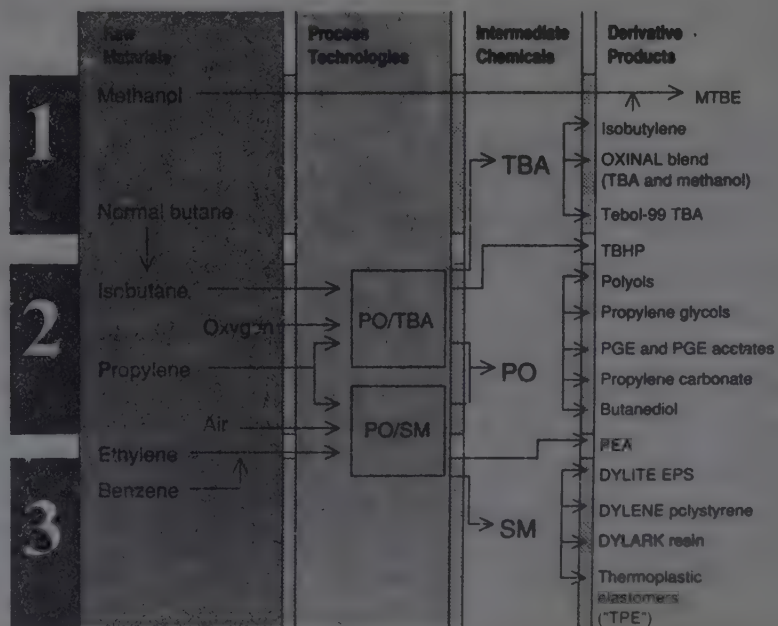 Raw
Materials
Process
Technologies
Intermediate
Chemicals
Derivative
Products
1
Methanol
MTBE
Isobutylene
TBA
OXINAL blend
(TBA and methanol)
Normal butane
Tebol-99 TBA
TBHP
2
Isobutane
Polyols
Oxygen
PO/TBA
Propylene glycols
PGE and PGE acetates
Propylene
PO
Propylene carbonate
Butanediol
Air
PO/SM
PEA
Ethylene
DYLITE EPS
Benzene
3
DYLENE polystyrene
SM
DYLARK resin
Thermoplastic
elastomers
("TPE")